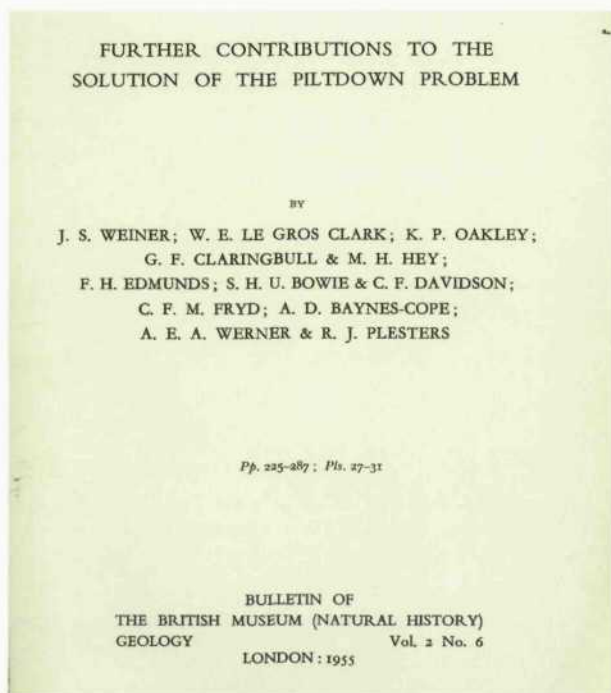 FURTHER CONTRIBUTIONS TO THE
SOLUTION OF THE PILTDOWN PROBLEM
BY
J. S. WEINER; W. E. LE GROS CLARK; K. P. OAKLEY;
G. F. CLARINGBULL & M. H. HEY;
F. H. EDMUNDS; S. H. U. BOWIE & C. F. DAVIDSON;
C. F. M. FRYD; A. D. BAYNES-COPE;
A. E. A. WERNER & R. J. PLESTERS
Pp. 225–287; Pls. 27–31
BULLETIN OF
THE BRITISH MUSEUM (NATURAL HISTORY)
GEOLOGY Vol. 2 No. 6
LONDON: 1955